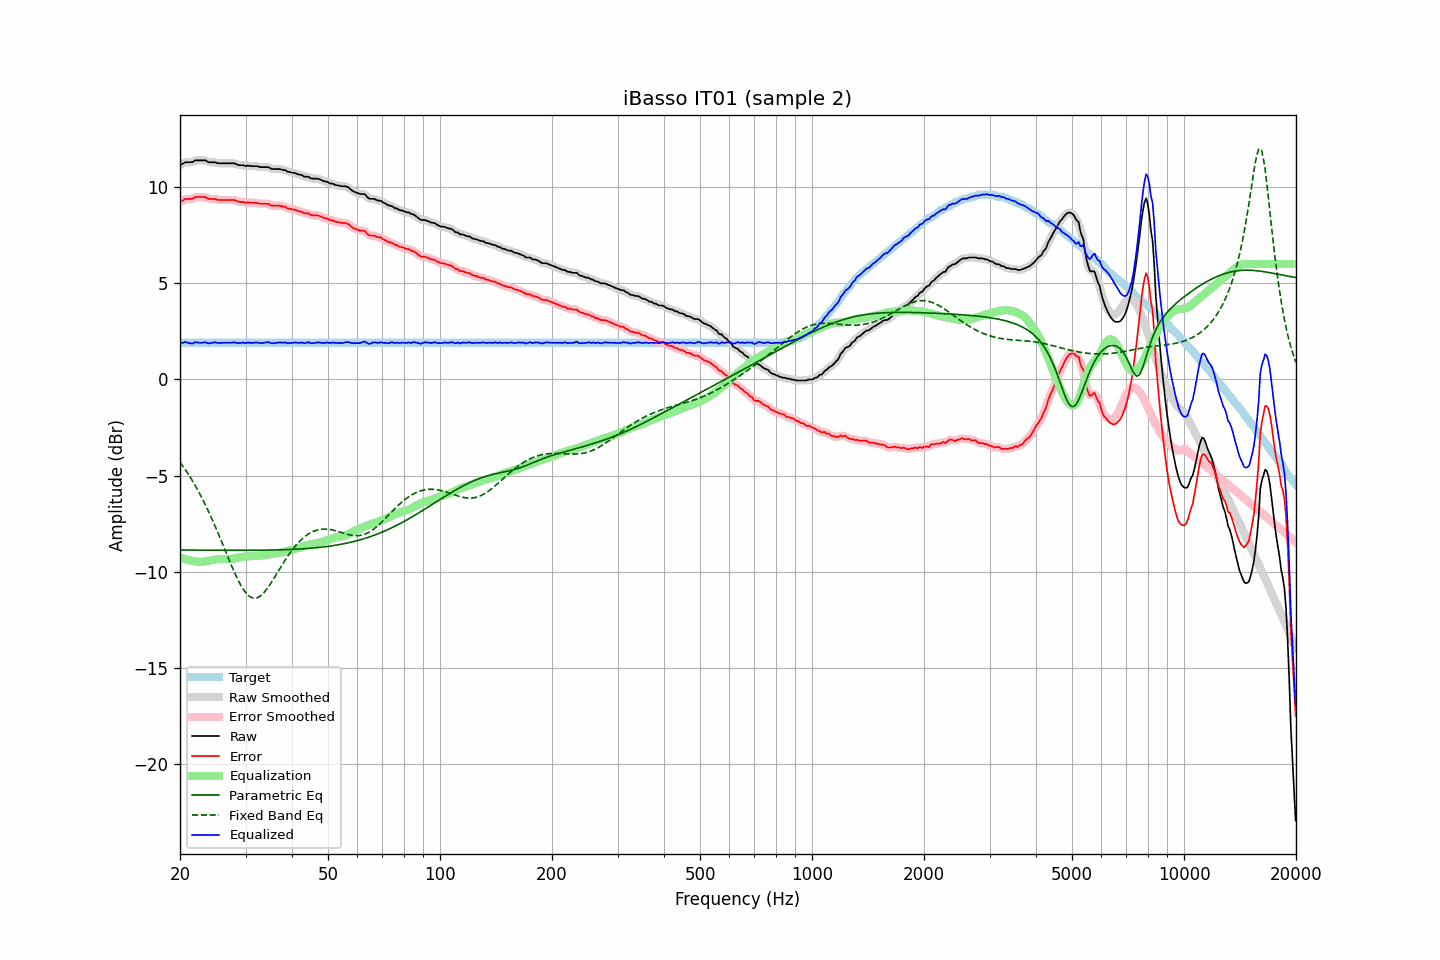 iBasso IT01 (sample 2)
Amplitude (dBr)
10
5
0
−5
−10
−15
−20
Target
Raw Smoothed
Error Smoothed
Raw
Error
Equalization
Parametric Eq
Fixed Band Eq
Equalized
20 50 100 200 500 1000 2000 5000 10000 20000
Frequency (Hz)